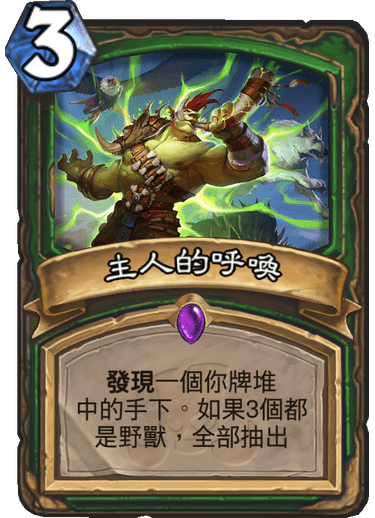 3
主人的呼喚
發現一個你牌堆
中的手下。如果3個都
是野獸，全部抽出